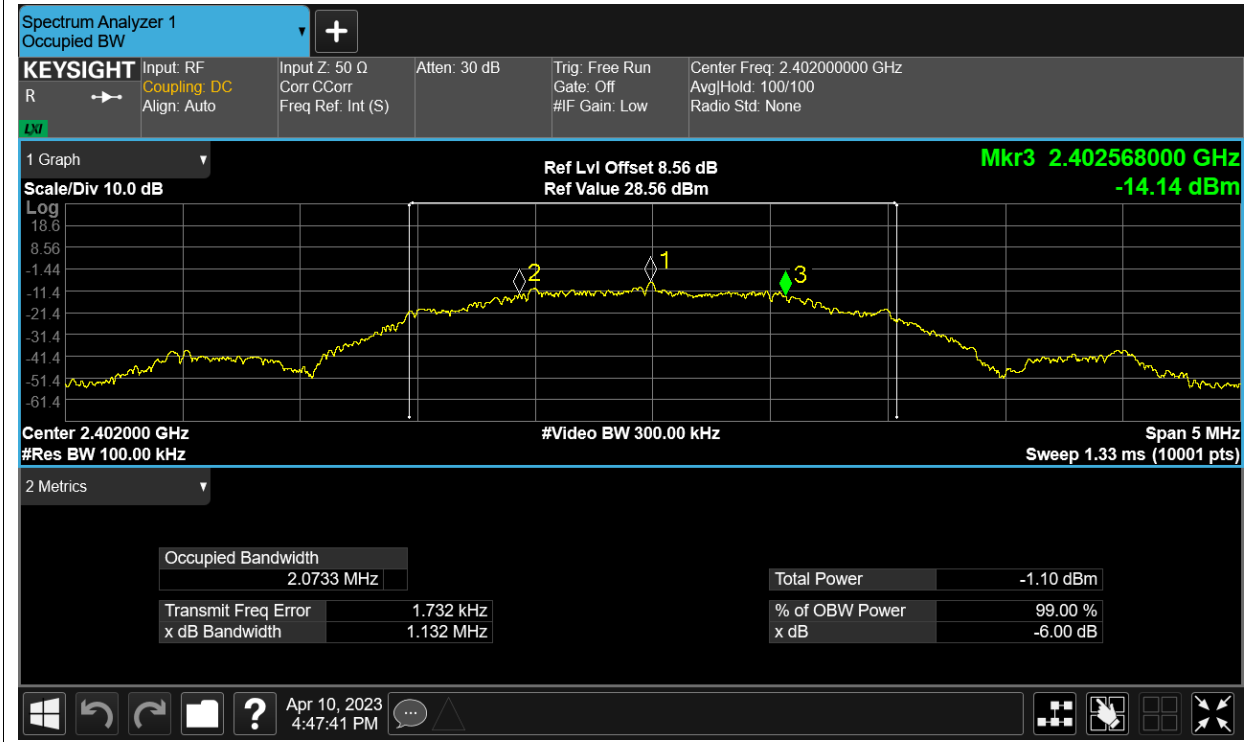 Spectrum Analyzer 1
Occupied BW
KEYSIGHT
R
LXI
Input: RF
Coupling: DC
Align: Auto
Input Z: 50 Ω
Corr CCorr
Freq Ref: Int (S)
Atten: 30 dB
Trig: Free Run
Gate: Off
#IF Gain: Low
Center Freq: 2.402000000 GHz
Avg|Hold: 100/100
Radio Std: None
1 Graph
Scale/Div 10.0 dB
Ref Lvl Offset 8.56 dB
Ref Value 28.56 dBm
Mkr3 2.402568000 GHz
-14.14 dBm
Log
18.6
8.56
-1.44
-11.4
-21.4
-31.4
-41.4
-51.4
-61.4
2
1
3
Center 2.402000 GHz
#Res BW 100.00 kHz
#Video BW 300.00 kHz
Span 5 MHz
Sweep 1.33 ms (10001 pts)
2 Metrics
Occupied Bandwidth
2.0733 MHz
Transmit Freq Error 1.732 kHz
x dB Bandwidth 1.132 MHz
Total Power -1.10 dBm
% of OBW Power 99.00 %
x dB -6.00 dB
?
Apr 10, 2023
4:47:41 PM